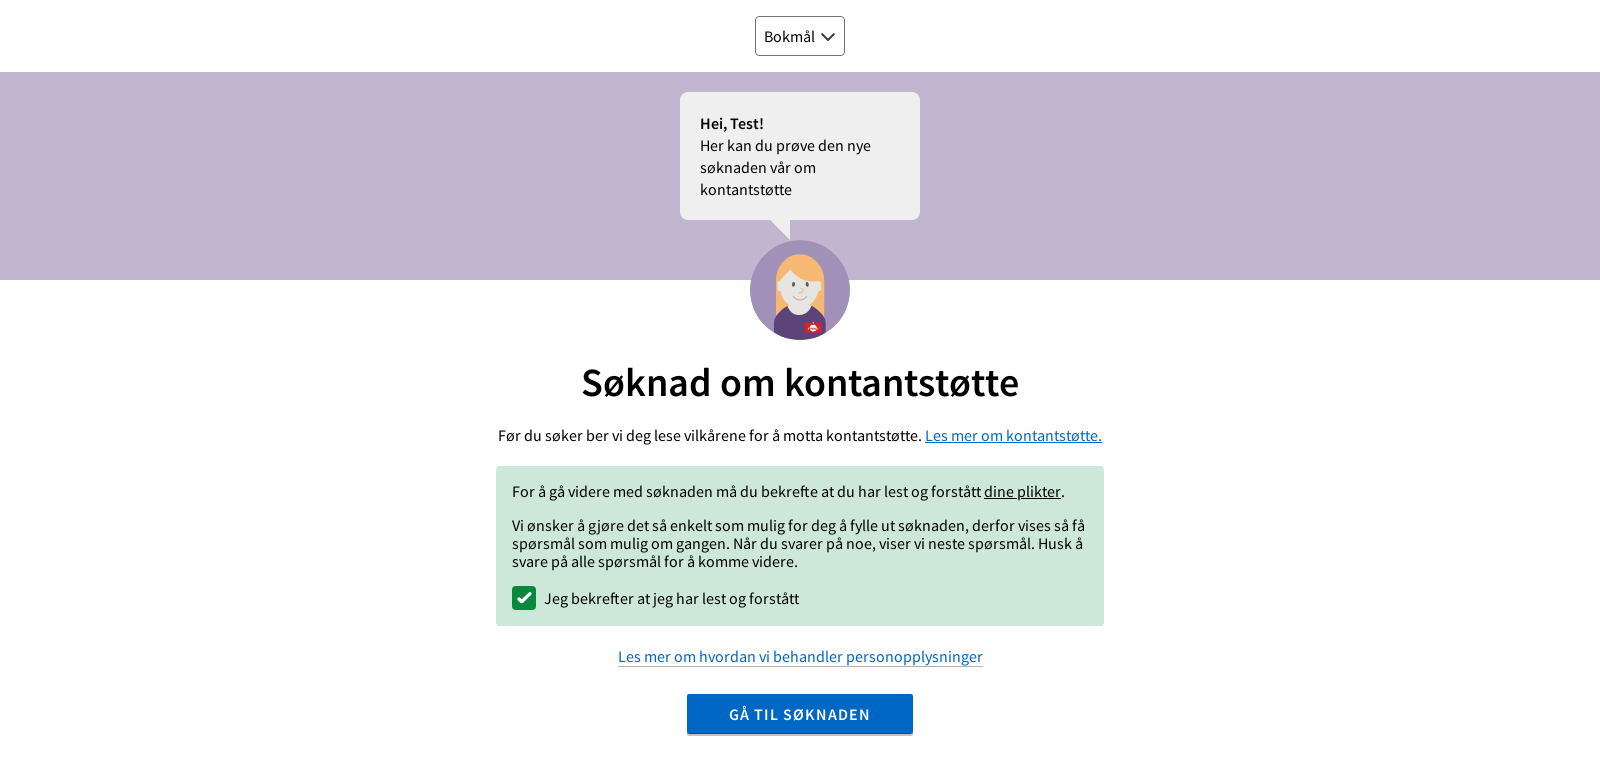 Bokmål
Hei, Test!
Her kan du prøve den nye
søknaden vår om
kontantstøtte
Søknad om kontantstøtte
Før du søker ber vi deg lese vilkårene for å motta kontantstøtte. Les mer om kontantstøtte.
For å gå videre med søknaden må du bekrefte at du har lest og forstått dine plikter.
Vi ønsker å gjøre det så enkelt som mulig for deg å fylle ut søknaden, derfor vises så få
spørsmål som mulig om gangen. Når du svarer på noe, viser vi neste spørsmål. Husk å
svare på alle spørsmål for å komme videre.
Jeg bekrefter at jeg har lest og forstått
Les mer om hvordan vi behandler personopplysninger
GÅ TIL SØKNADEN